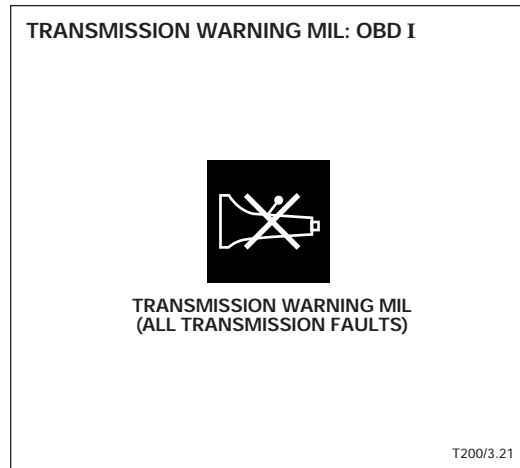 TRANSMISSION WARNING MIL: OBD I
TRANSMISSION WARNING MIL
(ALL TRANSMISSION FAULTS)
T200/3.21